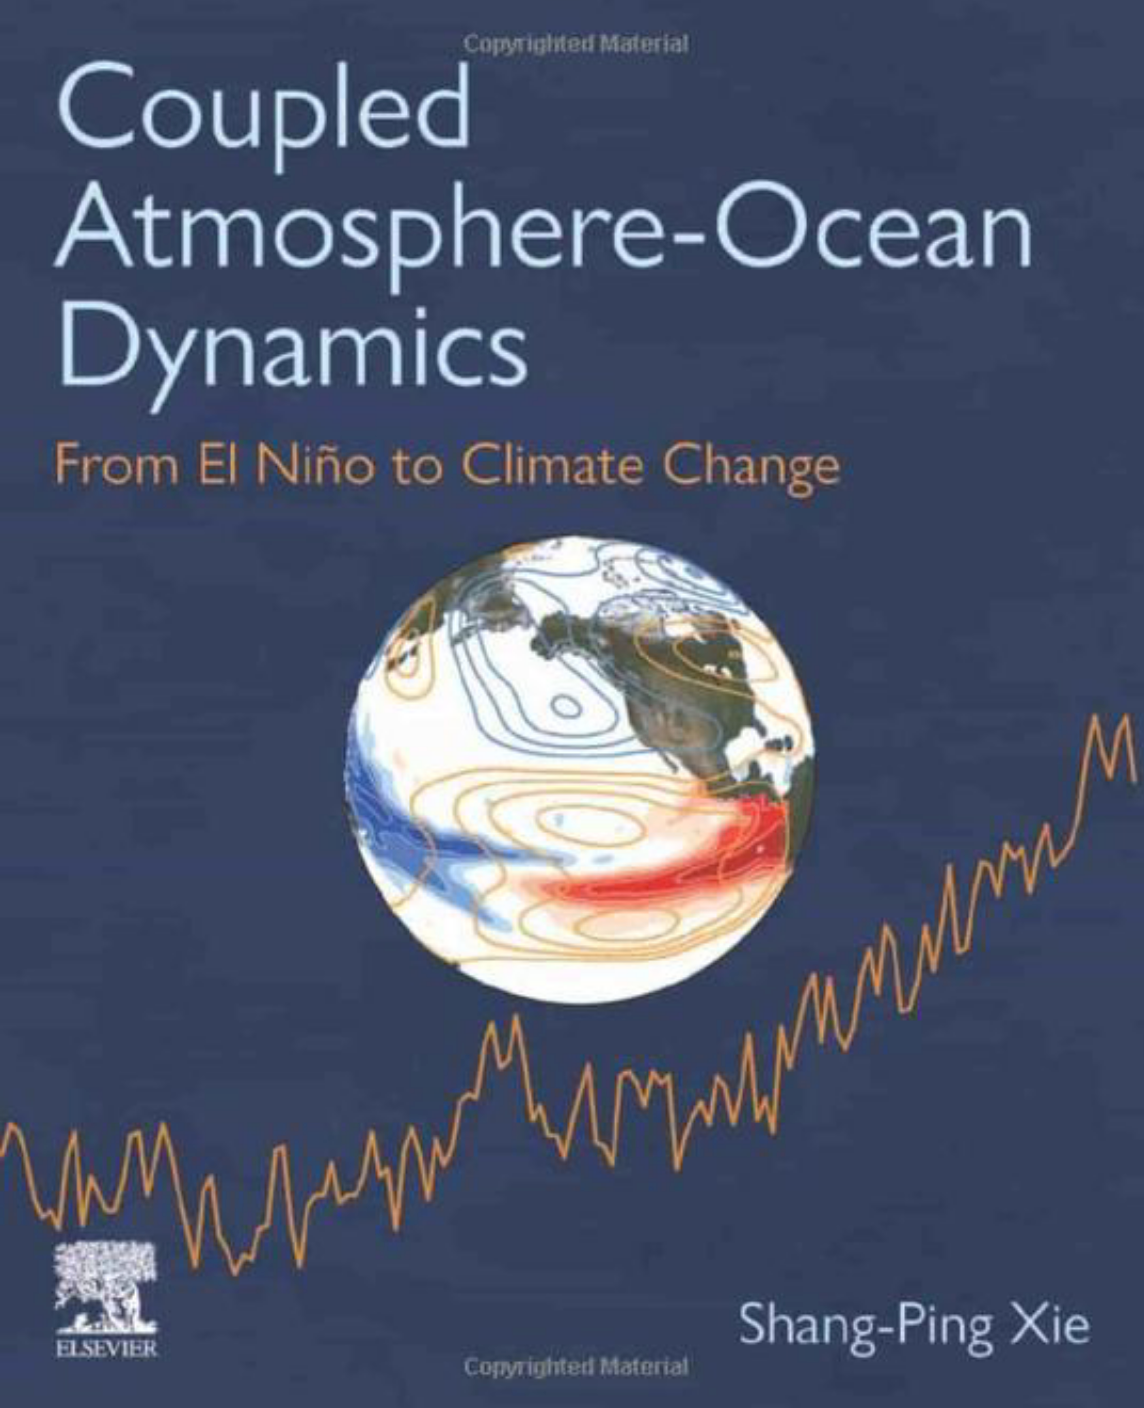 Copyrighted Material
Coupled
Atmosphere-Ocean
Dynamics
From El Niño to Climate Change
ELSEVIER
Shang-Ping Xie
Copyrighted Material